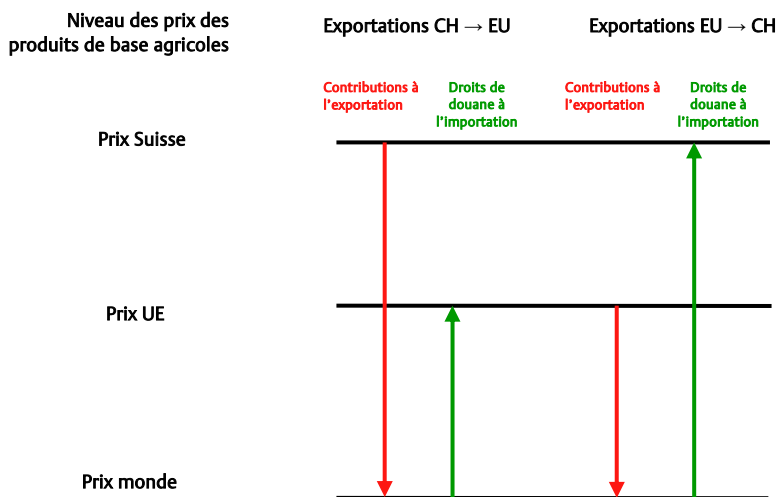 Niveau des prix des
produits de base agricoles
Exportations CH → EU
Exportations EU → CH
Contributions à
l'exportation
Droits de
douane à
l'importation
Contributions à
l'exportation
Droits de
douane à
l'importation
Prix Suisse
Prix UE
Prix monde